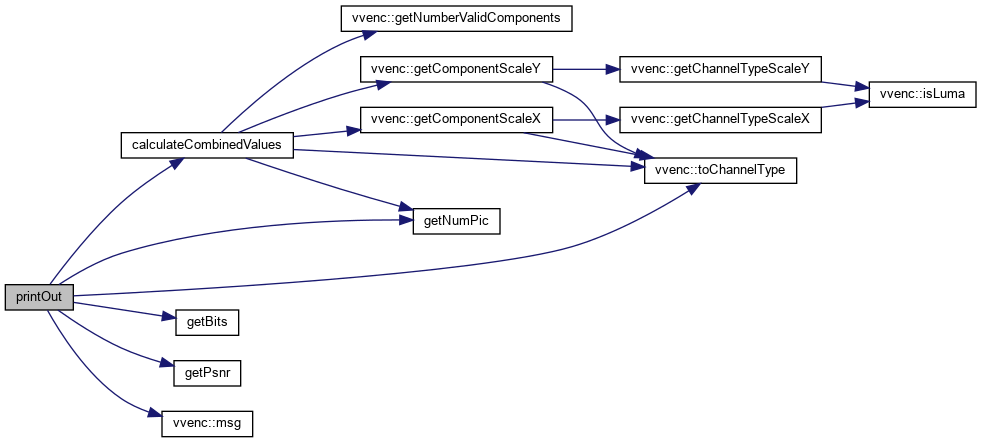 vvenc::getNumberValidComponents
vvenc::getComponentScaleY
vvenc::getChannelTypeScaleY
vvenc::isLuma
vvenc::getComponentScaleX
vvenc::getChannelTypeScaleX
calculateCombinedValues
vvenc::toChannelType
getNumPic
printOut
getBits
getPsnr
vvenc::msg